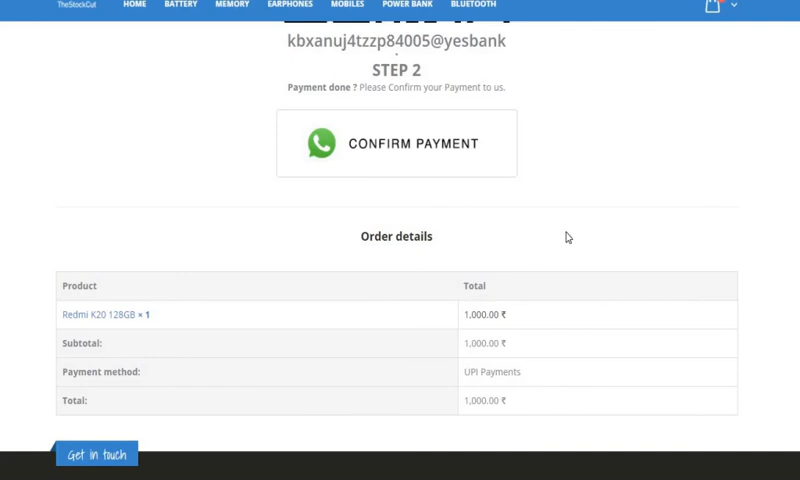 TheStockCut HOME BATTERY MEMORY EARPHONES MOBILES POWER BANK BLUETOOTH
kbxanuj4tzzp84005@yesbank
STEP 2
Payment done ? Please Confirm your Payment to us.
CONFIRM PAYMENT
Order details
Product Total
Redmi K20 128GB × 1 1,000.00 ₹
Subtotal: 1,000.00 ₹
Payment method: UPI Payments
Total: 1,000.00 ₹
Get in touch